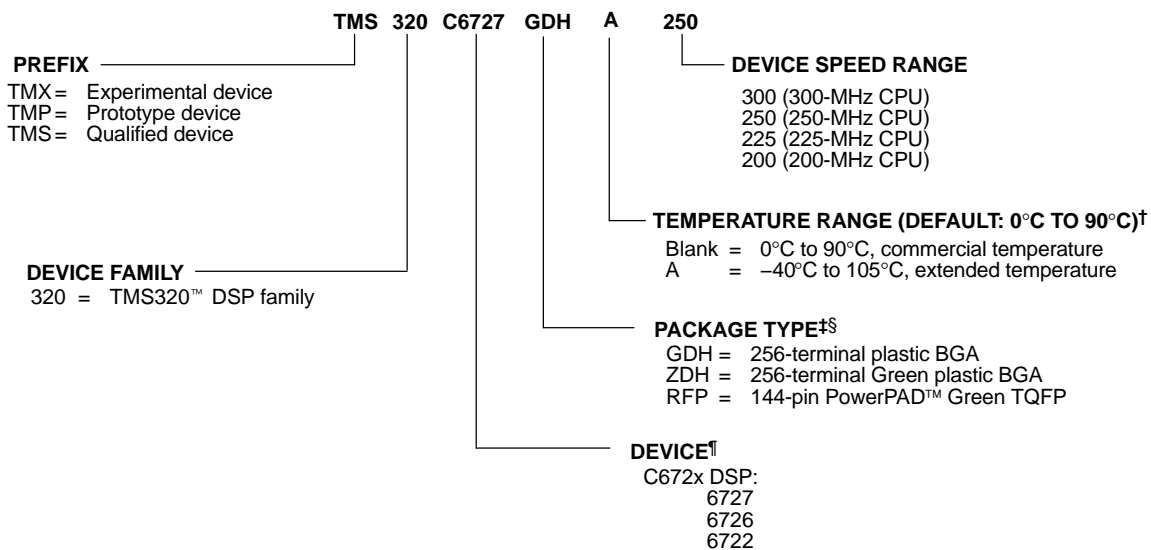 TMS 320 C6727 GDH A 250
PREFIX
TMX = Experimental device
TMP = Prototype device
TMS = Qualified device
DEVICE SPEED RANGE
300 (300-MHz CPU)
250 (250-MHz CPU)
225 (225-MHz CPU)
200 (200-MHz CPU)
TEMPERATURE RANGE (DEFAULT: 0°C TO 90°C)†
Blank = 0°C to 90°C, commercial temperature
A = −40°C to 105°C, extended temperature
DEVICE FAMILY
320 = TMS320™ DSP family
PACKAGE TYPE‡§
GDH = 256-terminal plastic BGA
ZDH = 256-terminal Green plastic BGA
RFP = 144-pin PowerPAD™ Green TQFP
DEVICE¶
C672x DSP:
6727
6726
6722